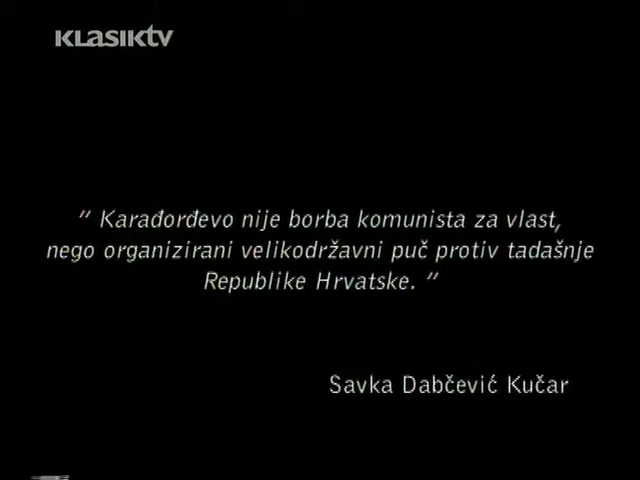 KLASIKTV
“ Karađorđevo nije borba komunista za vlast,
nego organizirani velikodržavni puč protiv tadašnje
Republike Hrvatske. “
Savka Dabčević Kučar